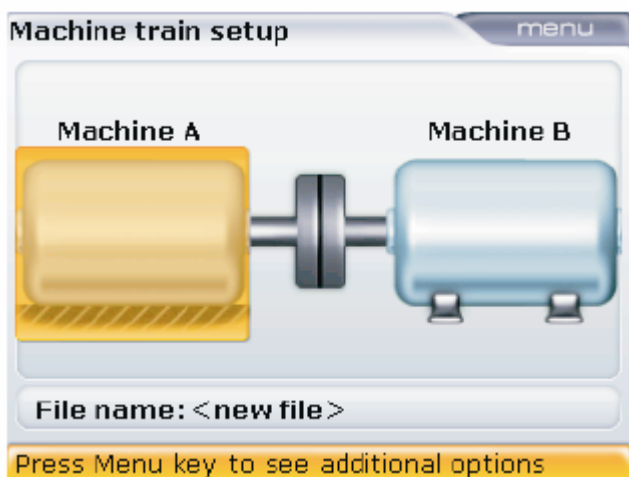 Machine train setup
menu
Machine A
Machine B
File name: <new file>
Press Menu key to see additional options